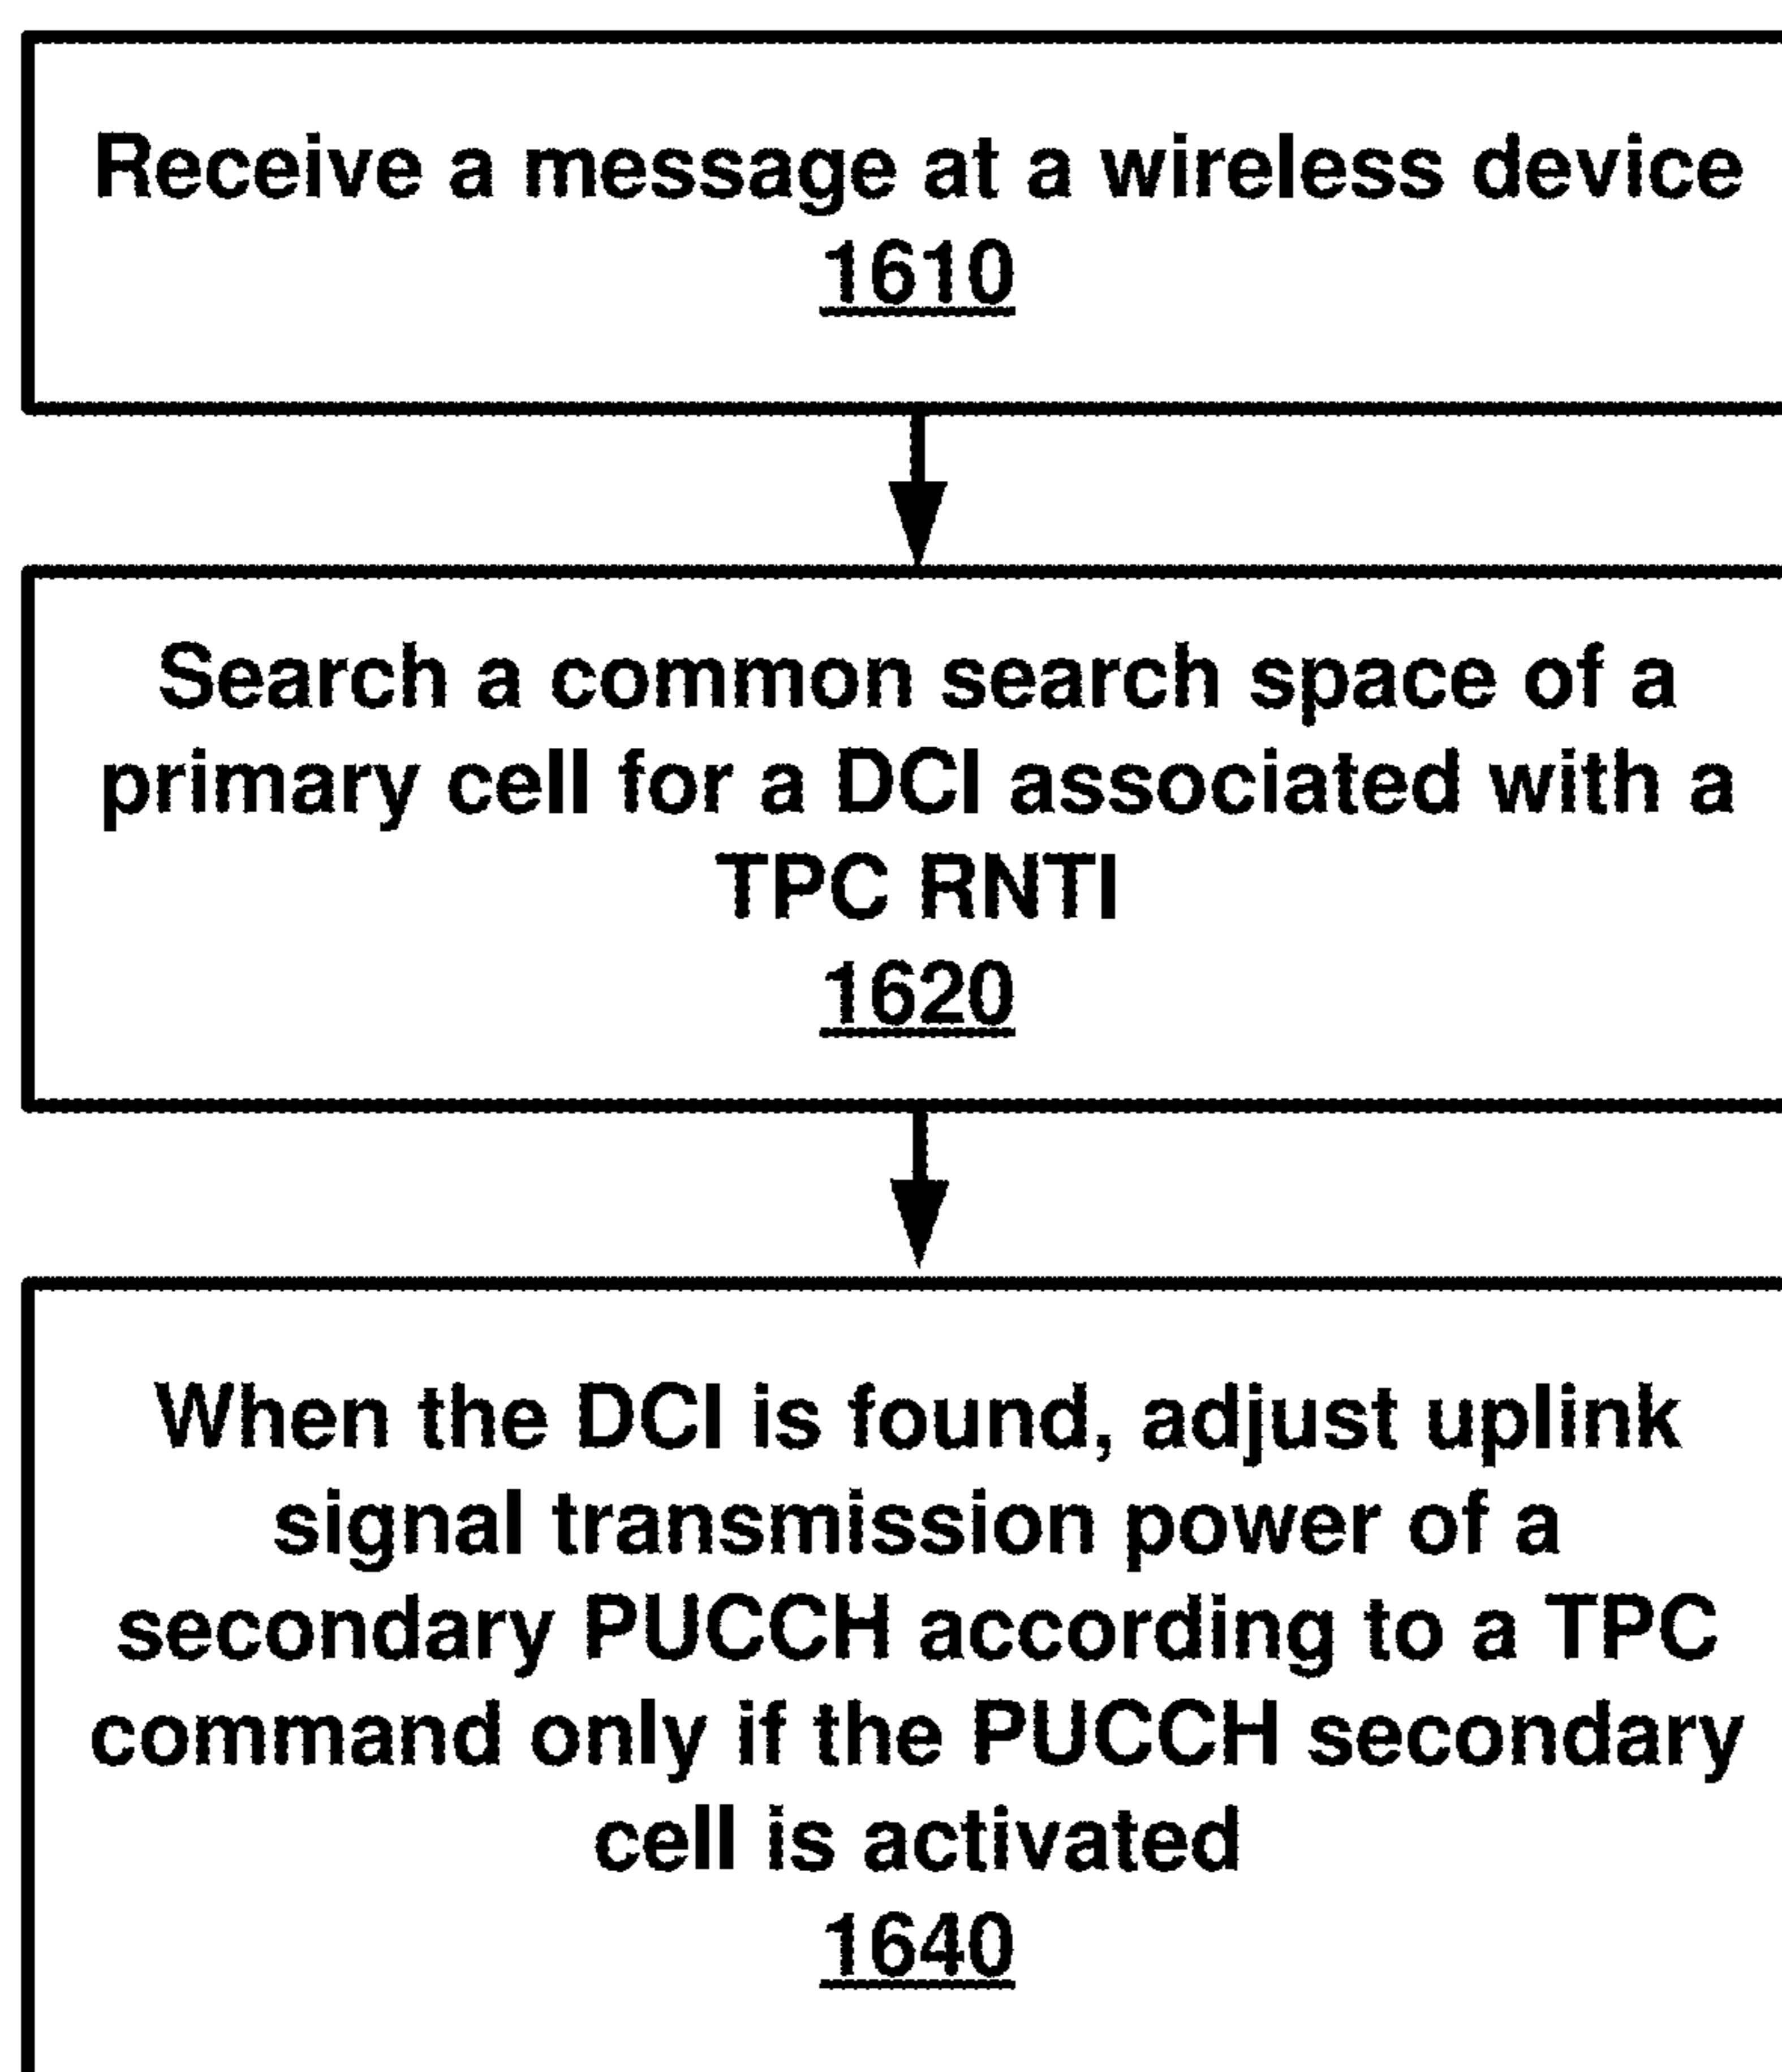 Receive a message at a wireless device
1610
Search a common search space of a
primary cell for a DCI associated with a
TPC RNTI
1620
When the DCI is found, adjust uplink
signal transmission power of a
secondary PUCCH according to a TPC
command only if the PUCCH secondary
cell is activated
1640